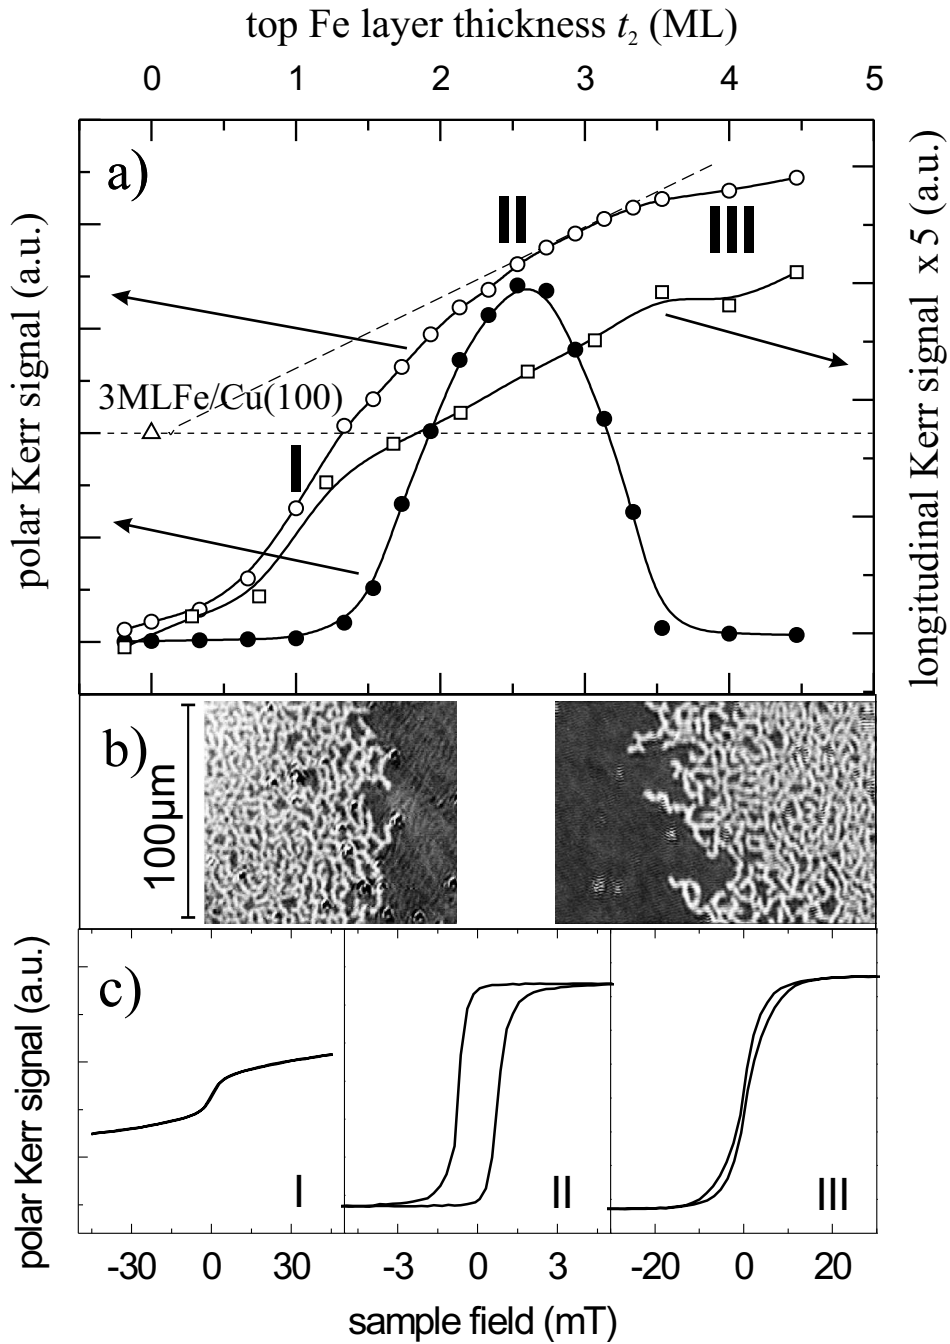 top Fe layer thickness t₂ (ML)
0 1 2 3 4 5
a)
polar Kerr signal (a.u.)
longitudinal Kerr signal x 5 (a.u.)
II
III
3MLFe/Cu(100)
I
b)
100µm
c)
polar Kerr signal (a.u.)
I II III
-30 0 30 -3 0 3 -20 0 20
sample field (mT)